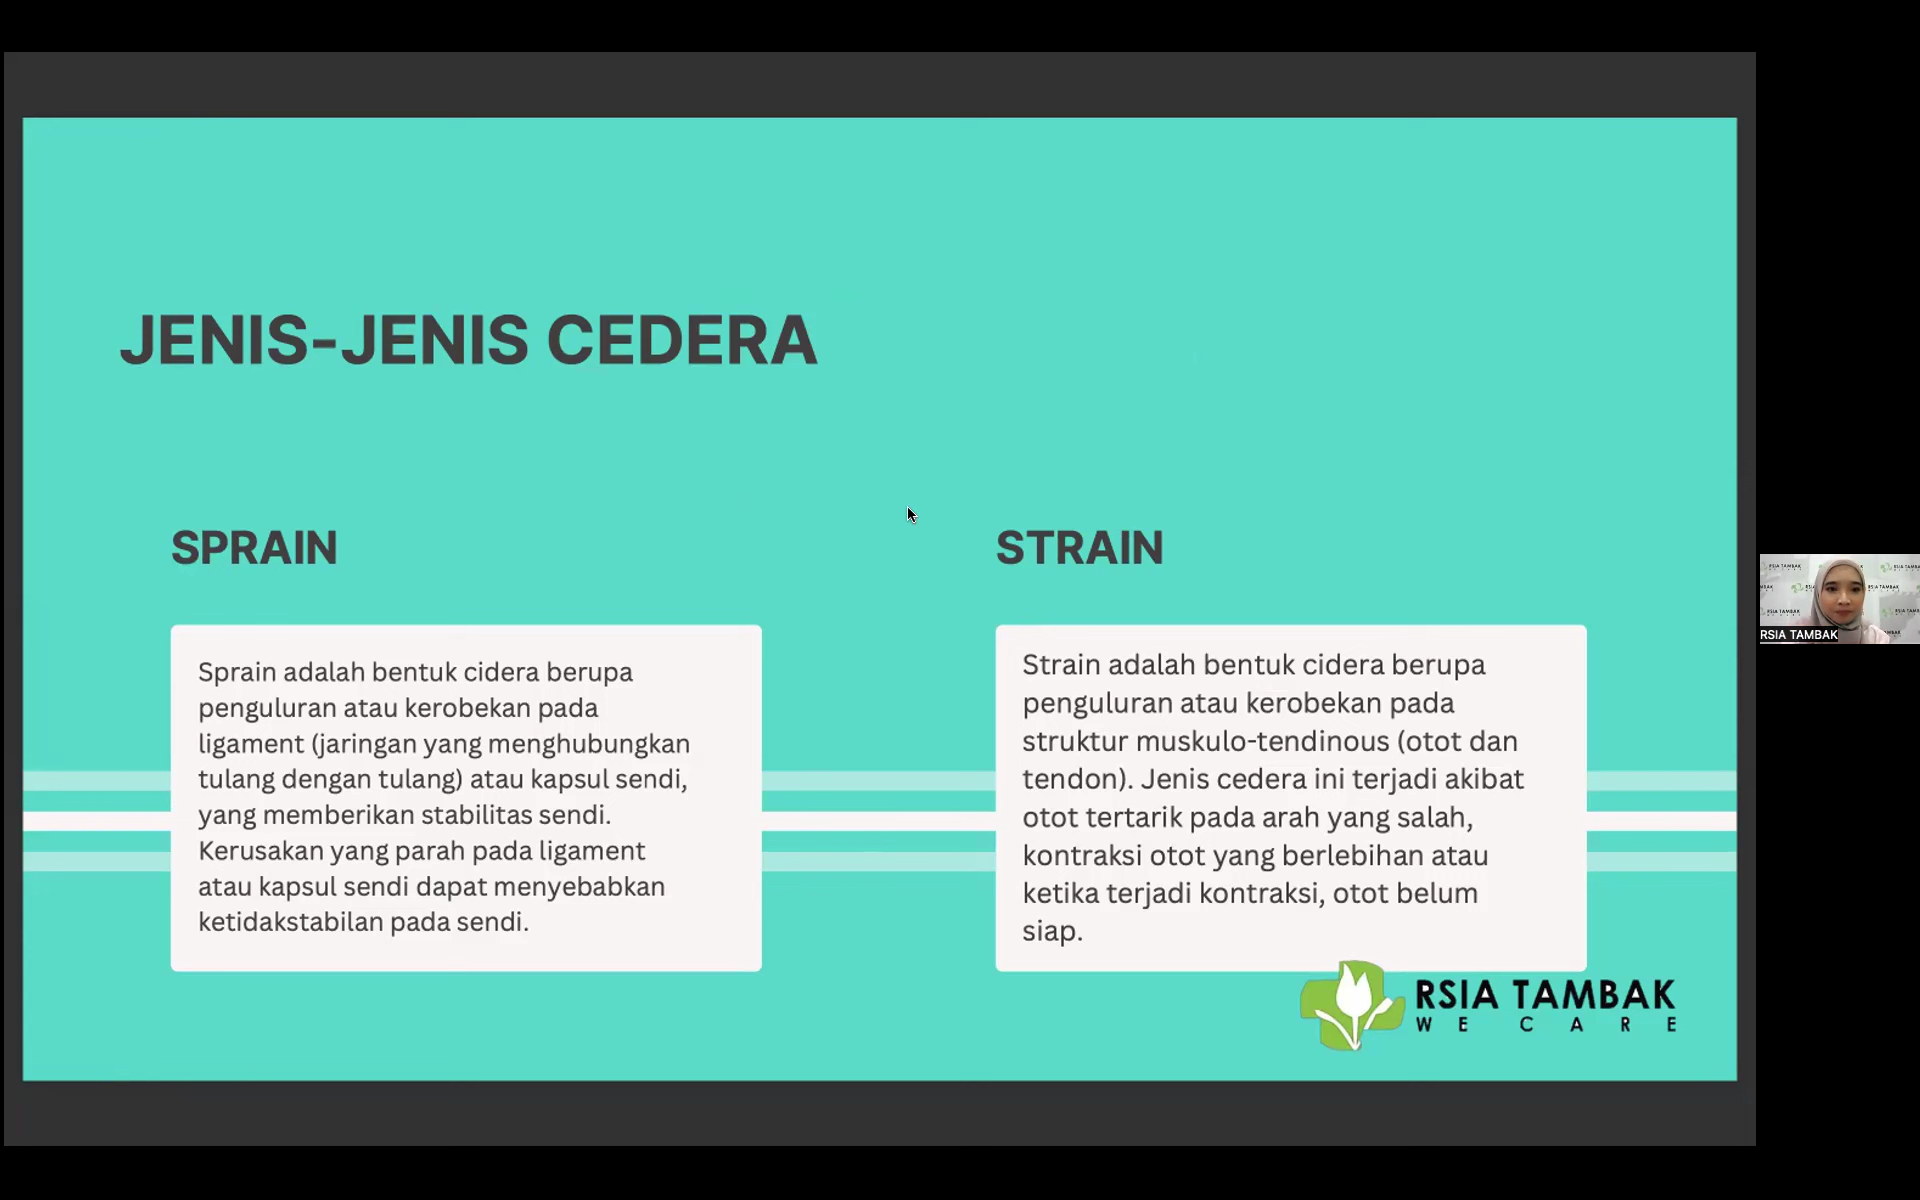 JENIS-JENIS CEDERA
SPRAIN
Sprain adalah bentuk cidera berupa
penguluran atau kerobekan pada
ligament (jaringan yang menghubungkan
tulang dengan tulang) atau kapsul sendi,
yang memberikan stabilitas sendi.
Kerusakan yang parah pada ligament
atau kapsul sendi dapat menyebabkan
ketidakstabilan pada sendi.
STRAIN
Strain adalah bentuk cidera berupa
penguluran atau kerobekan pada
struktur muskulo-tendinous (otot dan
tendon). Jenis cedera ini terjadi akibat
otot tertarik pada arah yang salah,
kontraksi otot yang berlebihan atau
ketika terjadi kontraksi, otot belum
siap.
RSIA TAMBAK
WE CARE
RSIA TAMBAK